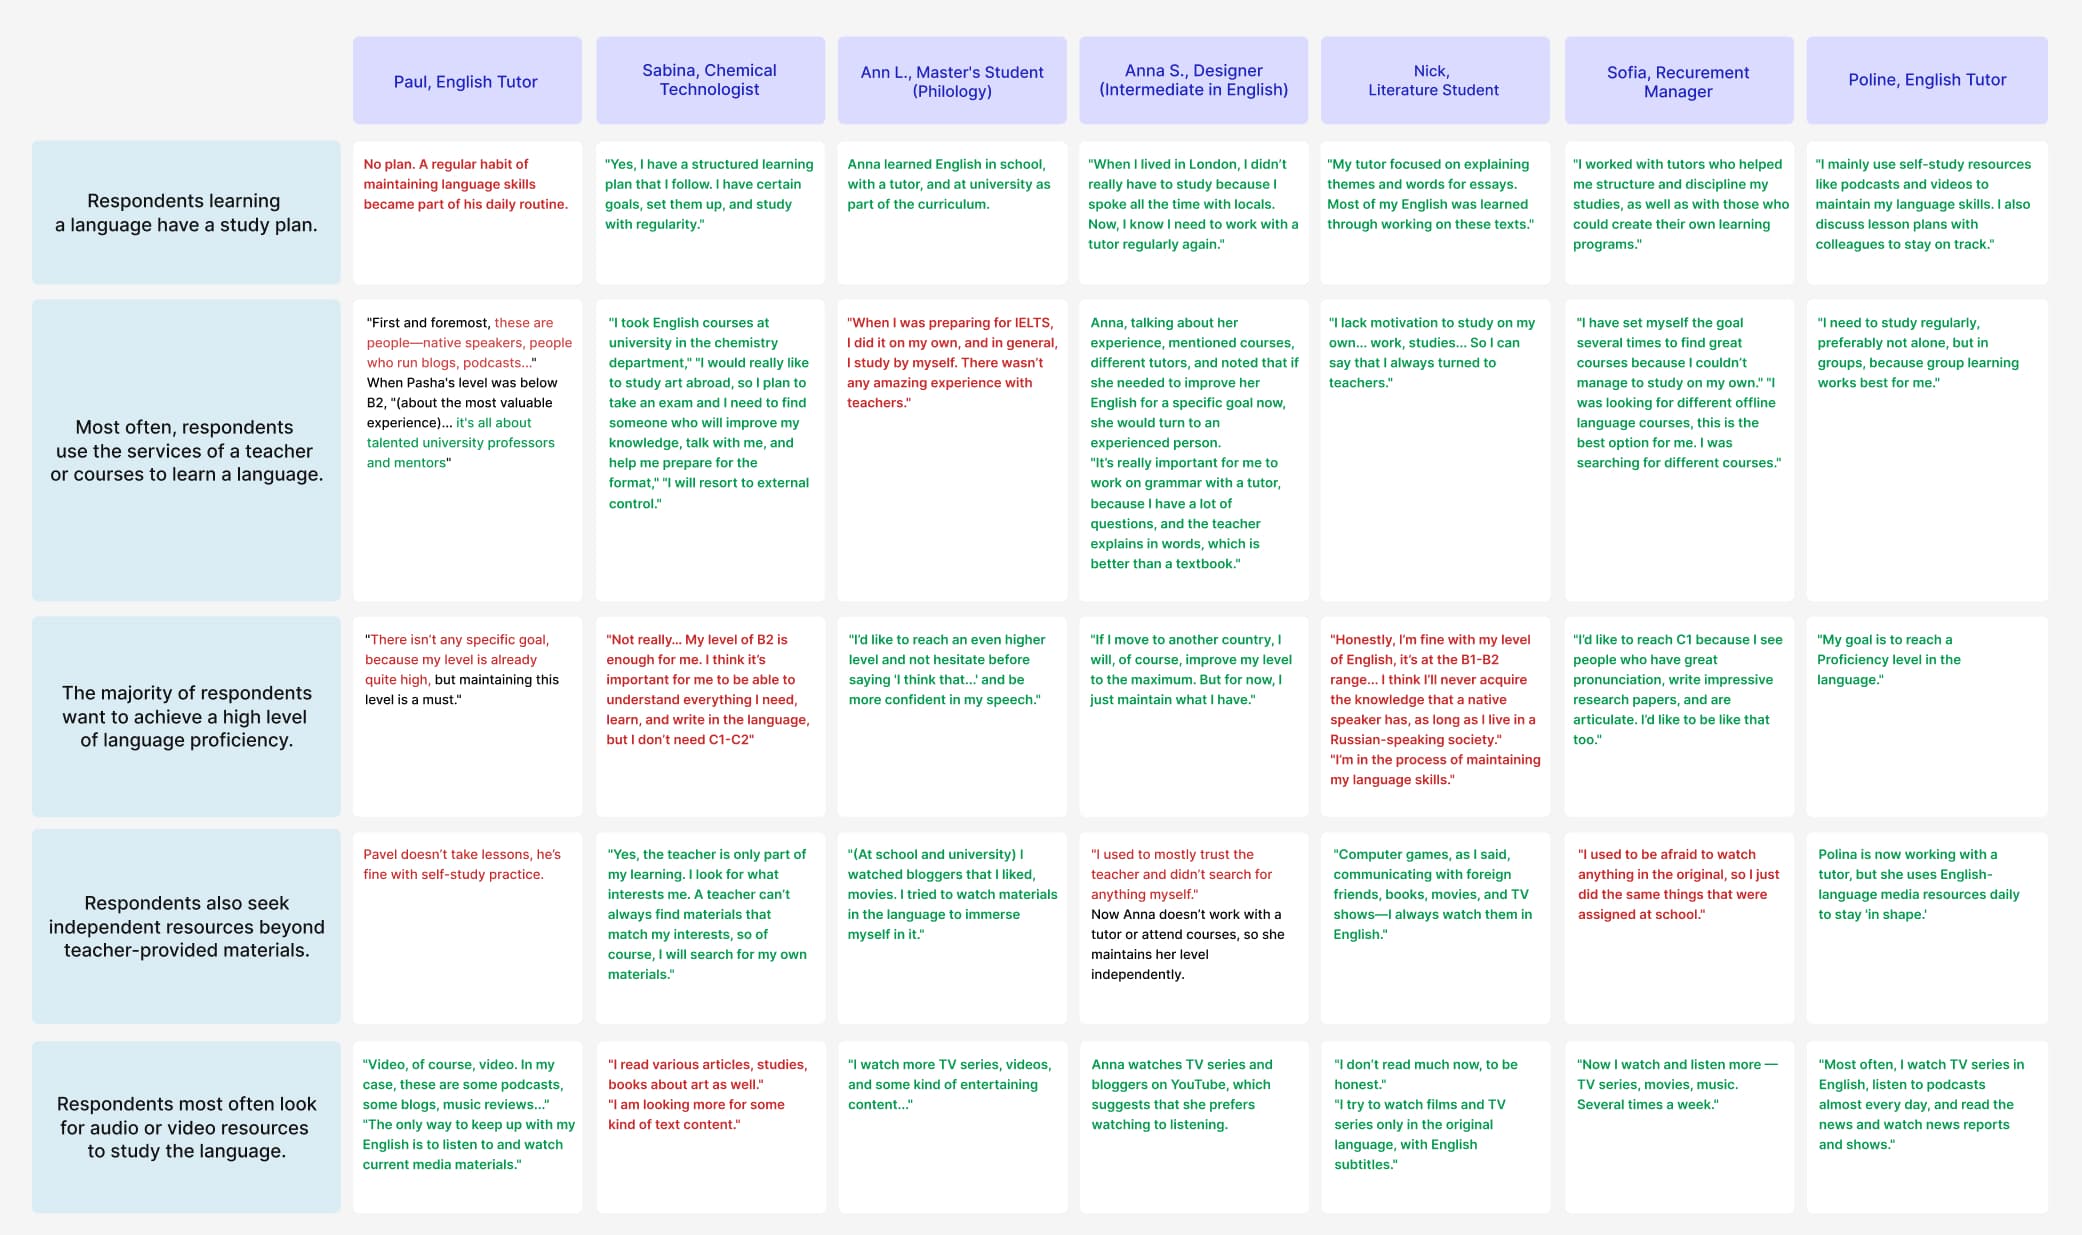 Paul, English Tutor
Sabina, Chemical
Technologist
Ann L., Master's Student
(Philology)
Anna S., Designer
(Intermediate in English)
Nick,
Literature Student
Sofia, Recurement
Manager
Poline, English Tutor
Respondents learning
a language have a study plan.
No plan. A regular habit of
maintaining language skills
became part of his daily routine.
"Yes, I have a structured learning
plan that I follow. I have certain
goals, set them up, and study
with regularity."
Anna learned English in school,
with a tutor, and at university as
part of the curriculum.
"When I lived in London, I didn't
really have to study because I
spoke all the time with locals.
Now, I know I need to work with a
tutor regularly again."
"My tutor focused on explaining
themes and words for essays.
Most of my English was learned
through working on these texts."
"I worked with tutors who helped
me structure and discipline my
studies, as well as with those who
could create their own learning
programs."
"I mainly use self-study resources
like podcasts and videos to
maintain my language skills. I also
discuss lesson plans with
colleagues to stay on track."
Most often, respondents
use the services of a teacher
or courses to learn a language.
"First and foremost, these are
people—native speakers, people
who run blogs, podcasts..."
When Pasha's level was below
B2, "(about the most valuable
experience)... it's all about
talented university professors
and mentors"
"I took English courses at
university in the chemistry
department," "I would really like
to study art abroad, so I plan to
take an exam and I need to find
someone who will improve my
knowledge, talk with me, and
help me prepare for the
format," "I will resort to external
control."
"When I was preparing for IELTS,
I did it on my own, and in general,
I study by myself. There wasn't
any amazing experience with
teachers."
Anna, talking about her
experience, mentioned courses,
different tutors, and noted that if
she needed to improve her
English for a specific goal now,
she would turn to an
experienced person.
"It's really important for me to
work on grammar with a tutor,
because I have a lot of
questions, and the teacher
explains in words, which is
better than a textbook."
"I lack motivation to study on my
own... work, studies... So I can
say that I always turned to
teachers."
"I have set myself the goal
several times to find great
courses because I couldn't
manage to study on my own." "I
was looking for different offline
language courses, this is the
best option for me. I was
searching for different courses."
"I need to study regularly,
preferably not alone, but in
groups, because group learning
works best for me."
The majority of respondents
want to achieve a high level
of language proficiency.
"There isn't any specific goal,
because my level is already
quite high, but maintaining this
level is a must."
"Not really... My level of B2 is
enough for me. I think it's
important for me to be able to
understand everything I need,
learn, and write in the language,
but I don't need C1-C2"
"I'd like to reach an even higher
level and not hesitate before
saying 'I think that...' and be
more confident in my speech."
"If I move to another country, I
will, of course, improve my level
to the maximum. But for now, I
just maintain what I have."
"Honestly, I'm fine with my level
of English, it's at the B1-B2
range... I think I'll never acquire
the knowledge that a native
speaker has, as long as I live in a
Russian-speaking society."
"I'm in the process of maintaining
my language skills."
"I'd like to reach C1 because I see
people who have great
pronunciation, write impressive
research papers, and are
articulate. I'd like to be like that
too."
"My goal is to reach a
Proficiency level in the
language."
Respondents also seek
independent resources beyond
teacher-provided materials.
Pavel doesn't take lessons, he's
fine with self-study practice.
"Yes, the teacher is only part of
my learning. I look for what
interests me. A teacher can't
always find materials that
match my interests, so of
course, I will search for my own
materials."
"(At school and university) I
watched bloggers that I liked,
movies. I tried to watch materials
in the language to immerse
myself in it."
"I used to mostly trust the
teacher and didn't search for
anything myself."
Now Anna doesn't work with a
tutor or attend courses, so she
maintains her level
independently.
"Computer games, as I said,
communicating with foreign
friends, books, movies, and TV
shows—I always watch them in
English."
"I used to be afraid to watch
anything in the original, so I just
did the same things that were
assigned at school."
Polina is now working with a
tutor, but she uses English-
language media resources daily
to stay 'in shape.'
Respondents most often look
for audio or video resources
to study the language.
"Video, of course, video. In my
case, these are some podcasts,
some blogs, music reviews..."
"The only way to keep up with my
English is to listen to and watch
current media materials."
"I read various articles, studies,
books about art as well."
"I am looking more for some
kind of text content."
"I watch more TV series, videos,
and some kind of entertaining
content..."
Anna watches TV series and
bloggers on YouTube, which
suggests that she prefers
watching to listening.
"I don't read much now, to be
honest."
"I try to watch films and TV
series only in the original
language, with English
subtitles."
"Now I watch and listen more —
TV series, movies, music.
Several times a week."
"Most often, I watch TV series in
English, listen to podcasts
almost every day, and read the
news and watch news reports
and shows."